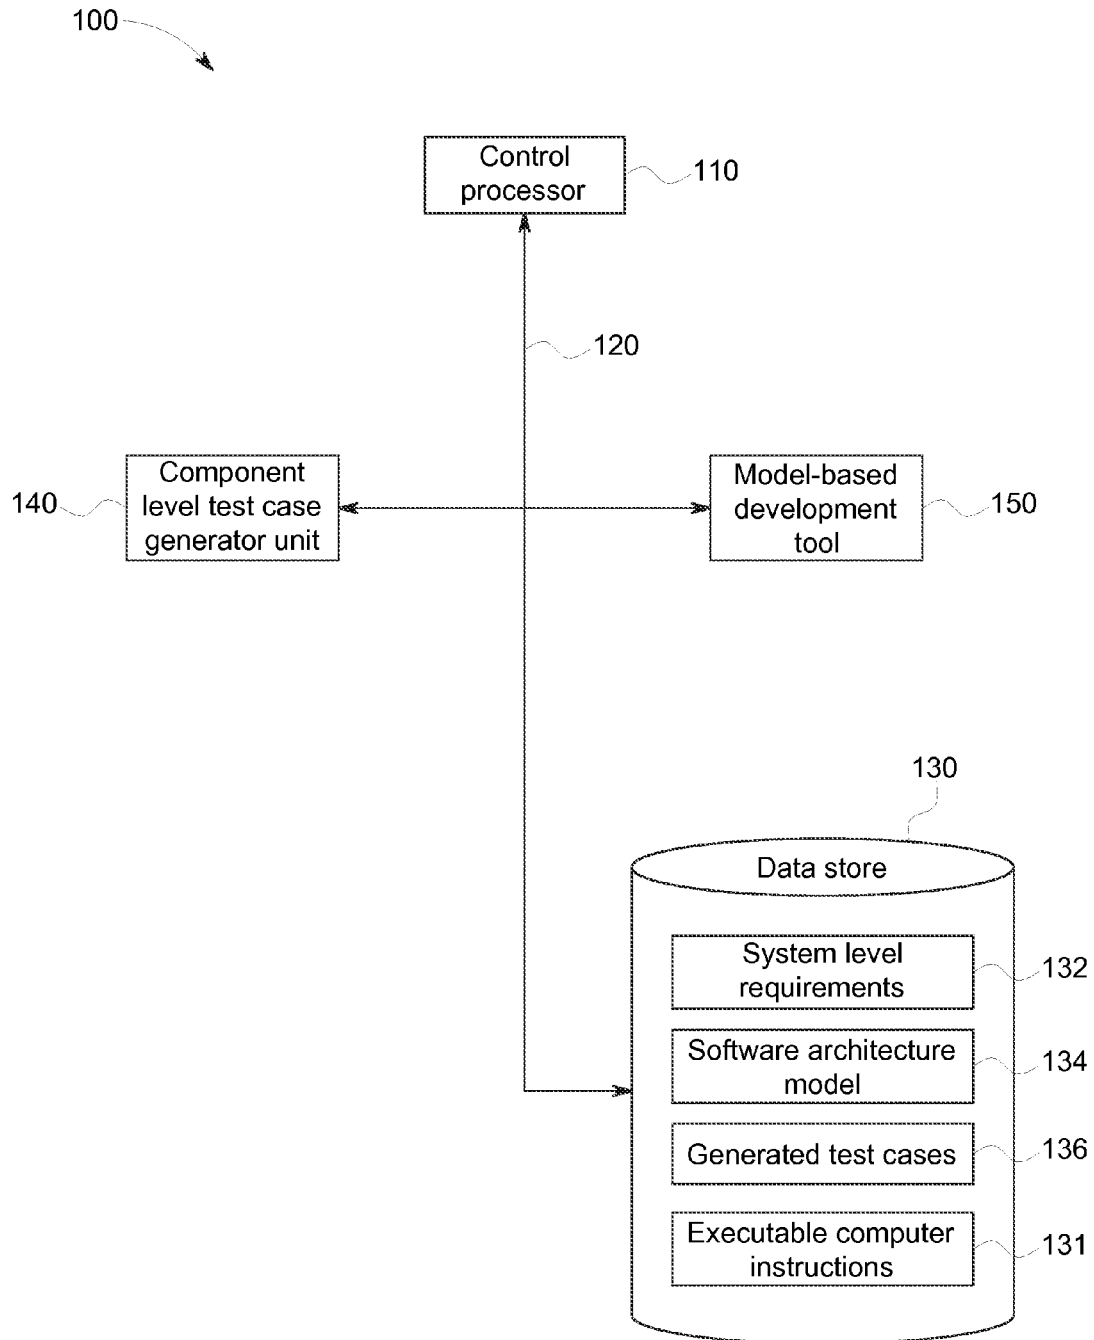 100
Control
processor
110
120
Component
level test case
generator unit
140
Model-based
development
tool
150
130
Data store
System level
requirements
132
Software architecture
model
134
Generated test cases
136
Executable computer
instructions
131